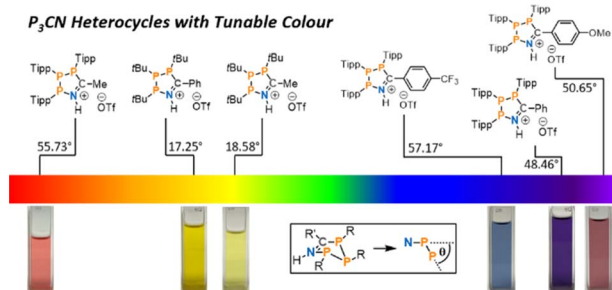 P₃CN Heterocycles with Tunable Colour
Tipp
Tipp P P
Me
Tipp P N ⊕
H
⊖
OTf
tBu
tBu P P
Ph
tBu P N ⊕
H
⊖
OTf
tBu
tBu P P
Me
tBu P N ⊕
H
⊖
OTf
Tipp
Tipp P P
CF₃
Tipp P N ⊕
H
⊖
OTf
Tipp
Tipp P P
OMe
Tipp P N ⊕
H
⊖
OTf
Tipp
Tipp P P
Ph
Tipp P N ⊕
H
⊖
OTf
55.73°
17.25°
18.58°
57.17°
48.46°
50.65°
R' R
C P
H N P P R
R
N P
P θ